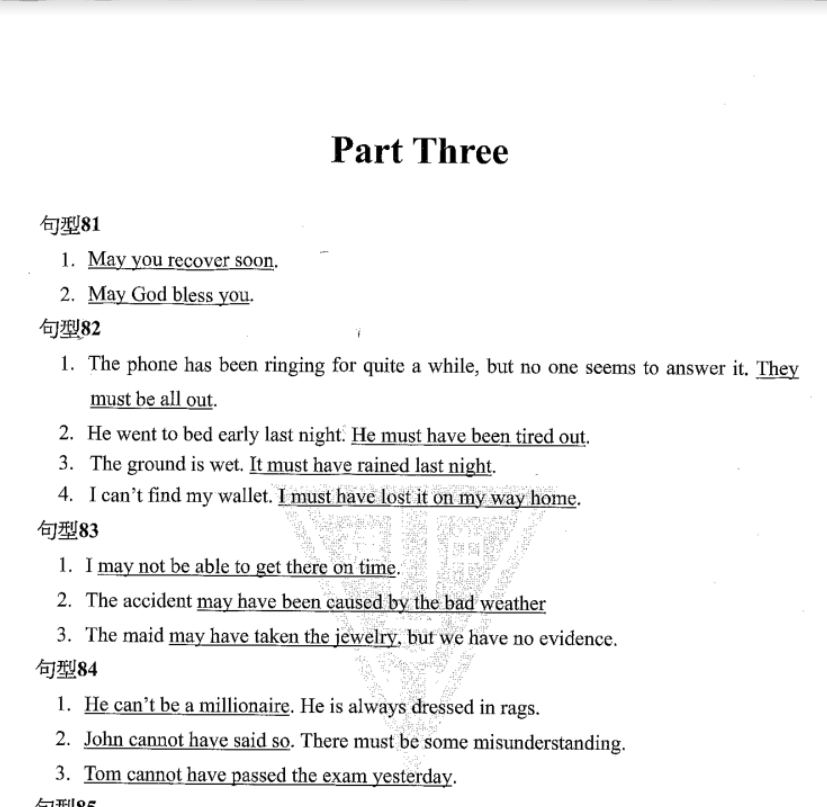 Part Three
句型81
1. May you recover soon.
2. May God bless you.
句型82
1. The phone has been ringing for quite a while, but no one seems to answer it. They
must be all out.
2. He went to bed early last night. He must have been tired out.
3. The ground is wet. It must have rained last night.
4. I can't find my wallet. I must have lost it on my way home.
句型83
1. I may not be able to get there on time.
2. The accident may have been caused by the bad weather
3. The maid may have taken the jewelry, but we have no evidence.
句型84
1. He can't be a millionaire. He is always dressed in rags.
2. John cannot have said so. There must be some misunderstanding.
3. Tom cannot have passed the exam yesterday.
句型85